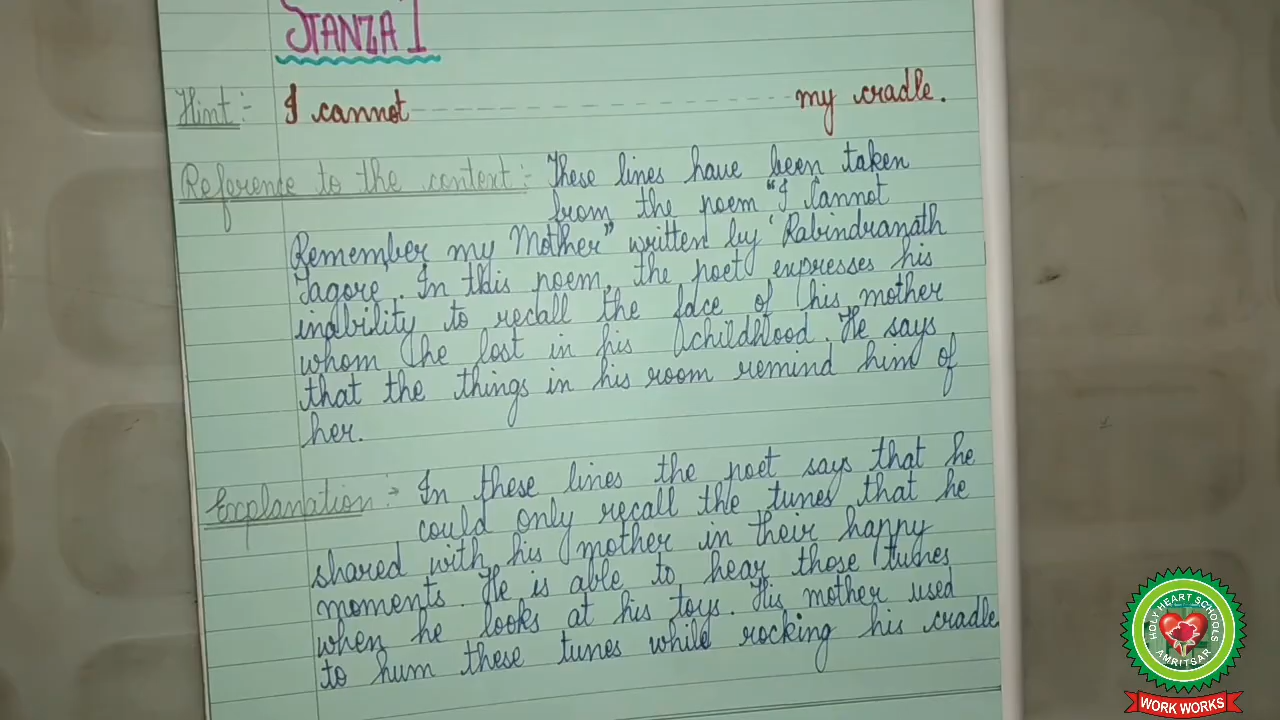 STANZA 1
Hint:- I cannot ------------ my cradle.
Reference to the context:- These lines have been taken
from the poem "I Cannot
Remember my Mother" written by Rabindranath
Tagore. In this poem, the poet expresses his
inability to recall the face of his mother
whom he lost in his childhood. He says
that the things in his room remind him of
her.
Explanation:- In these lines the poet says that he
could only recall the tunes that he
shared with his mother in their happy
moments. He is able to hear those tunes
when he looks at his toys. His mother used
to hum these tunes while rocking his cradle
HOLY HEART SCHOOLS
AMRITSAR
WORK WORKS